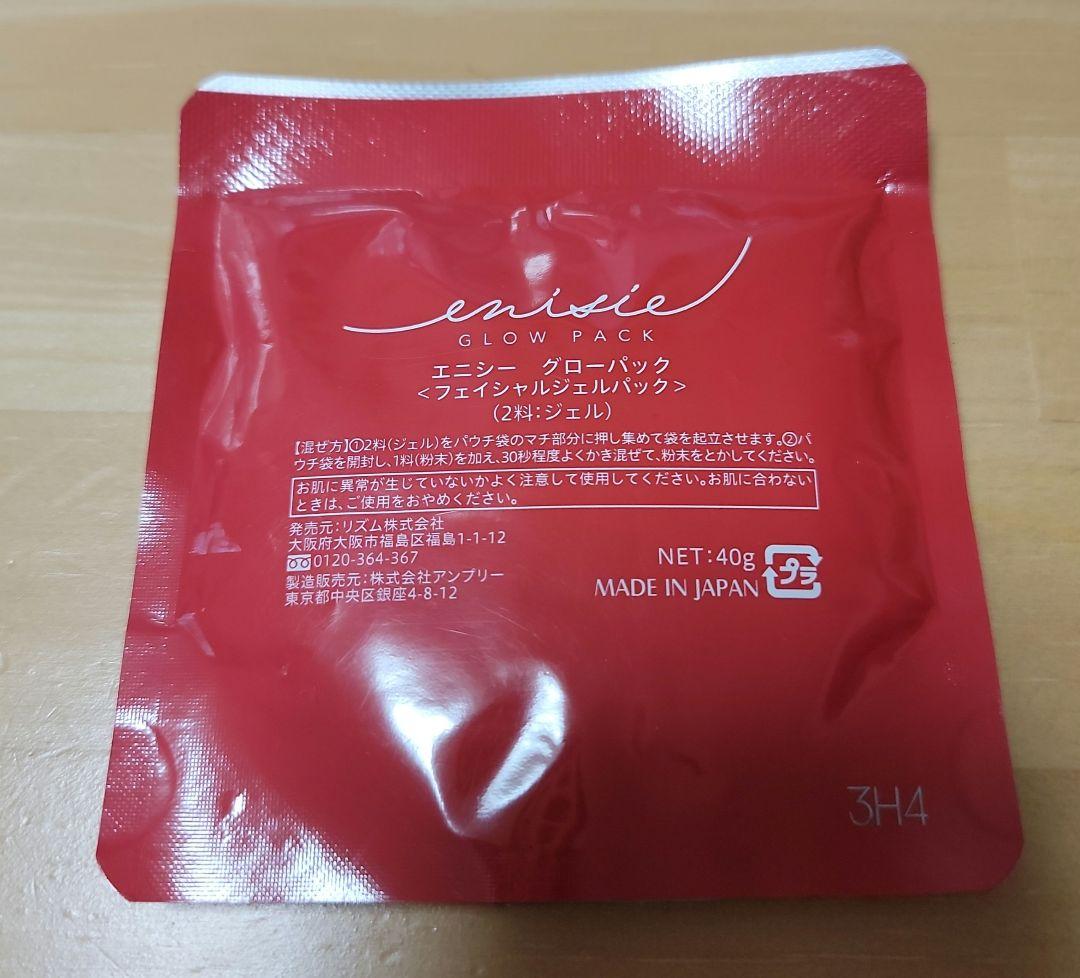 enisie
GLOW PACK
エニシー グローパック
<フェイシャルジェルパック>
(2料:ジェル)
【混ぜ方】①2料(ジェル)をパウチ袋のマチ部分に押し集めて袋を起立させます。②パ
ウチ袋を開封し、1料(粉末)を加え、30秒程度よくかき混ぜて、粉末をとかしてください。
お肌に異常が生じていないかよく注意して使用してください。お肌に合わない
ときは、ご使用をおやめください。
発売元:リズム株式会社
大阪府大阪市福島区福島1-1-12
0120-364-367
製造販売元:株式会社アンプリー
東京都中央区銀座4-8-12
NET:40g
MADE IN JAPAN
プラ
3H4